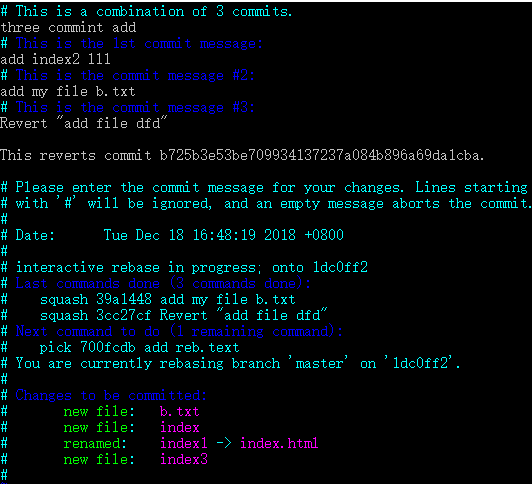 # This is a combination of 3 commits.
three commint add
# This is the 1st commit message:
add index2 111
# This is the commit message #2:
add my file b.txt
# This is the commit message #3:
Revert "add file dfd"
This reverts commit b725b3e53be709934137237a084b896a69da1cba.
# Please enter the commit message for your changes. Lines starting
# with '#' will be ignored, and an empty message aborts the commit.
#
# Date:      Tue Dec 18 16:48:19 2018 +0800
#
# interactive rebase in progress; onto 1dc0ff2
# Last commands done (3 commands done):
#    squash 39a1448 add my file b.txt
#    squash 3cc27cf Revert "add file dfd"
# Next command to do (1 remaining command):
#    pick 700fcdb add reb.text
# You are currently rebasing branch 'master' on '1dc0ff2'.
#
# Changes to be committed:
#       new file:   b.txt
#       new file:   index
#       renamed:    index1 -> index.html
#       new file:   index3
#